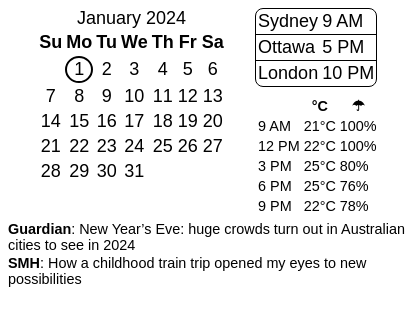 January 2024
Su Mo Tu We Th Fr Sa
1 2 3 4 5 6
7 8 9 10 11 12 13
14 15 16 17 18 19 20
21 22 23 24 25 26 27
28 29 30 31
Sydney 9 AM
Ottawa 5 PM
London 10 PM
°C ☂
9 AM 21°C 100%
12 PM 22°C 100%
3 PM 25°C 80%
6 PM 25°C 76%
9 PM 22°C 78%
Guardian: New Year’s Eve: huge crowds turn out in Australian
cities to see in 2024
SMH: How a childhood train trip opened my eyes to new
possibilities